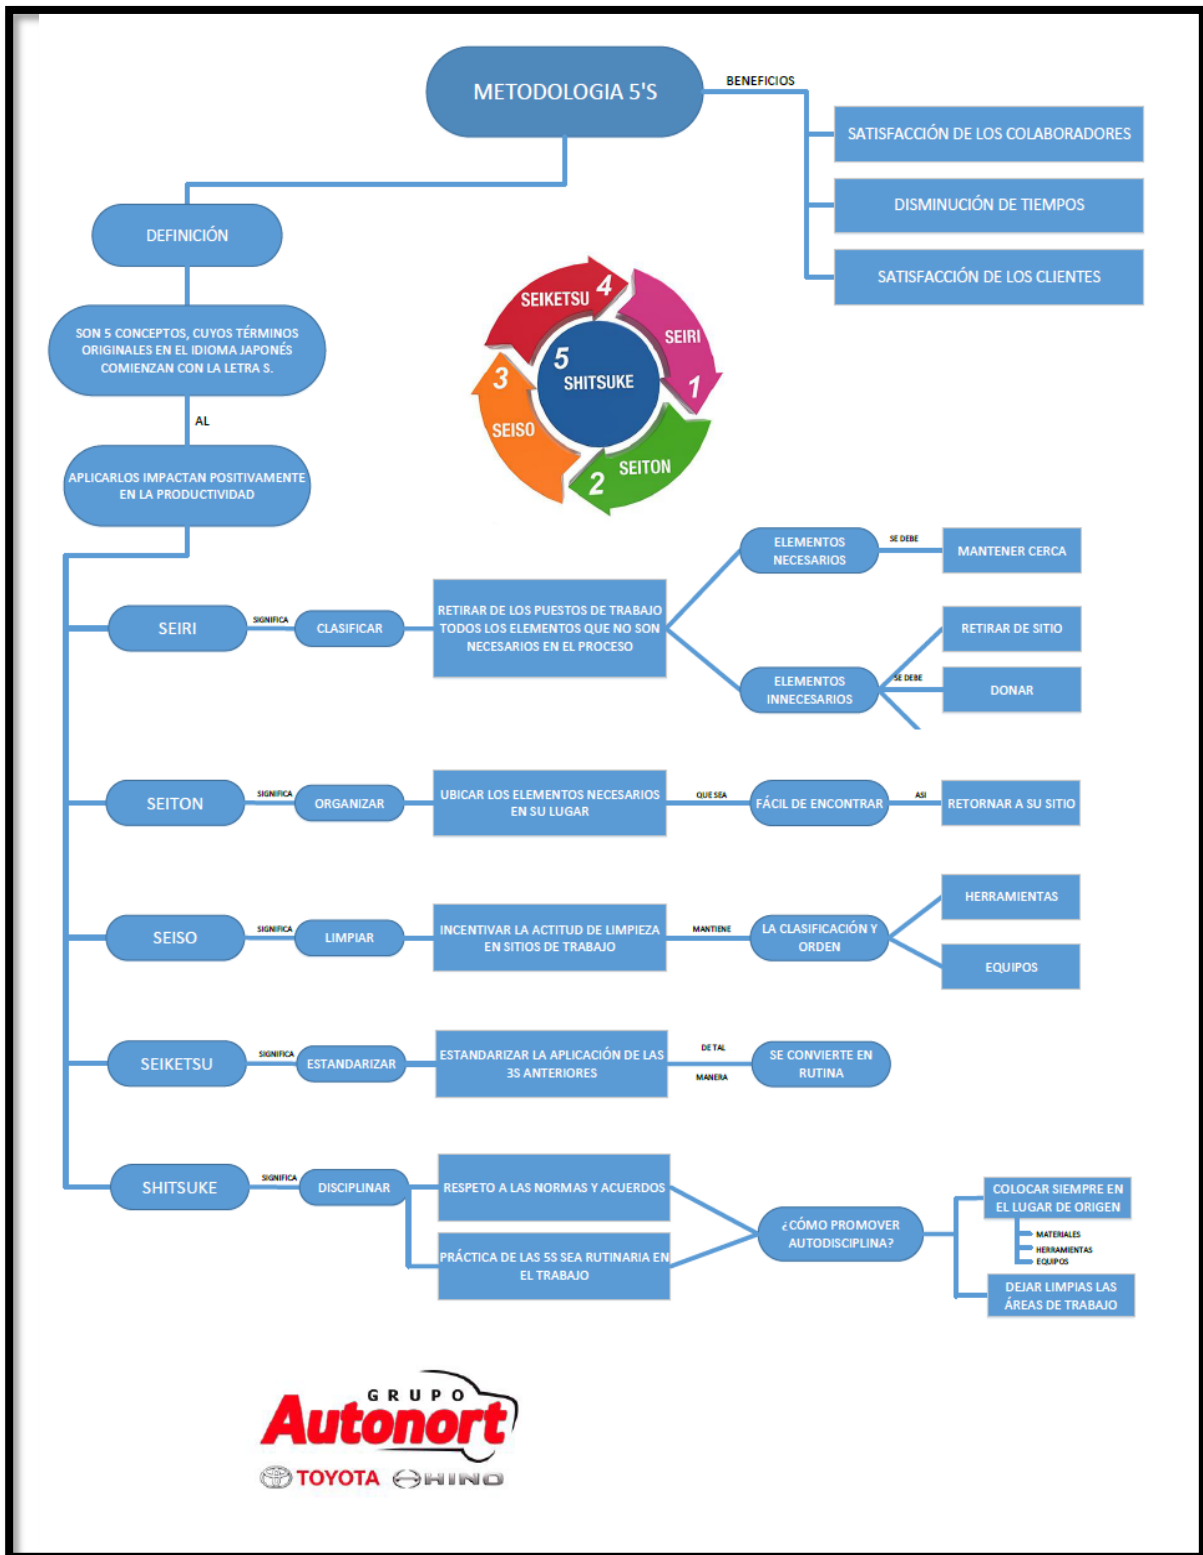 METODOLOGIA 5'S
BENEFICIOS
SATISFACCIÓN DE LOS COLABORADORES
DISMINUCIÓN DE TIEMPOS
SATISFACCIÓN DE LOS CLIENTES
DEFINICIÓN
SON 5 CONCEPTOS, CUYOS TÉRMINOS
ORIGINALES EN EL IDIOMA JAPONÉS
COMIENZAN CON LA LETRA S.
AL
APLICARLOS IMPACTAN POSITIVAMENTE
EN LA PRODUCTIVIDAD
SEIRI
1
SEITON
2
SEISO
3
SEIKETSU
4
5
SHITSUKE
SEIRI
SIGNIFICA
CLASIFICAR
RETIRAR DE LOS PUESTOS DE TRABAJO
TODOS LOS ELEMENTOS QUE NO SON
NECESARIOS EN EL PROCESO
ELEMENTOS
NECESARIOS
SE DEBE
MANTENER CERCA
ELEMENTOS
INNECESARIOS
SE DEBE
RETIRAR DE SITIO
DONAR
SEITON
SIGNIFICA
ORGANIZAR
UBICAR LOS ELEMENTOS NECESARIOS
EN SU LUGAR
QUE SEA
FÁCIL DE ENCONTRAR
ASI
RETORNAR A SU SITIO
SEISO
SIGNIFICA
LIMPIAR
INCENTIVAR LA ACTITUD DE LIMPIEZA
EN SITIOS DE TRABAJO
MANTIENE
LA CLASIFICACIÓN Y
ORDEN
HERRAMIENTAS
EQUIPOS
SEIKETSU
SIGNIFICA
ESTANDARIZAR
ESTANDARIZAR LA APLICACIÓN DE LAS
3S ANTERIORES
DE TAL
MANERA
SE CONVIERTE EN
RUTINA
SHITSUKE
SIGNIFICA
DISCIPLINAR
RESPETO A LAS NORMAS Y ACUERDOS
PRÁCTICA DE LAS 5S SEA RUTINARIA EN
EL TRABAJO
¿CÓMO PROMOVER
AUTODISCIPLINA?
COLOCAR SIEMPRE EN
EL LUGAR DE ORIGEN
MATERIALES
HERRAMIENTAS
EQUIPOS
DEJAR LIMPIAS LAS
ÁREAS DE TRABAJO
GRUPO
Autonort
TOYOTA HINO